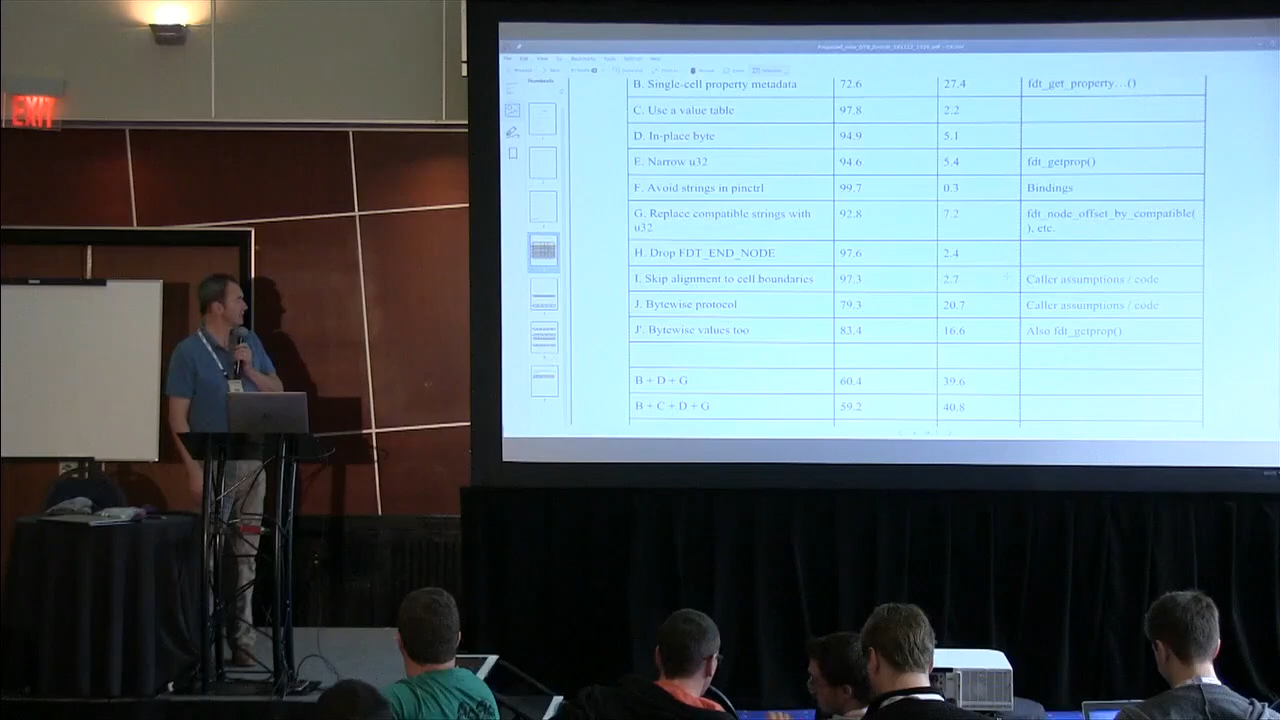 EXIT
B. Single-cell property metadata 72.6 27.4 fdt_get_property…()
C. Use a value table 97.8 2.2
D. In-place byte 94.9 5.1
E. Narrow u32 94.6 5.4 fdt_getprop()
F. Avoid strings in pinctrl 99.7 0.3 Bindings
G. Replace compatible strings with 92.8 7.2 fdt_node_offset_by_compatible(
u32 ), etc.
H. Drop FDT_END_NODE 97.6 2.4
I. Skip alignment to cell boundaries 97.3 2.7 Caller assumptions / code
J. Bytewise protocol 79.3 20.7 Caller assumptions / code
J'. Bytewise values too 83.4 16.6 Also fdt_getprop()
B + D + G 60.4 39.6
B + C + D + G 59.2 40.8